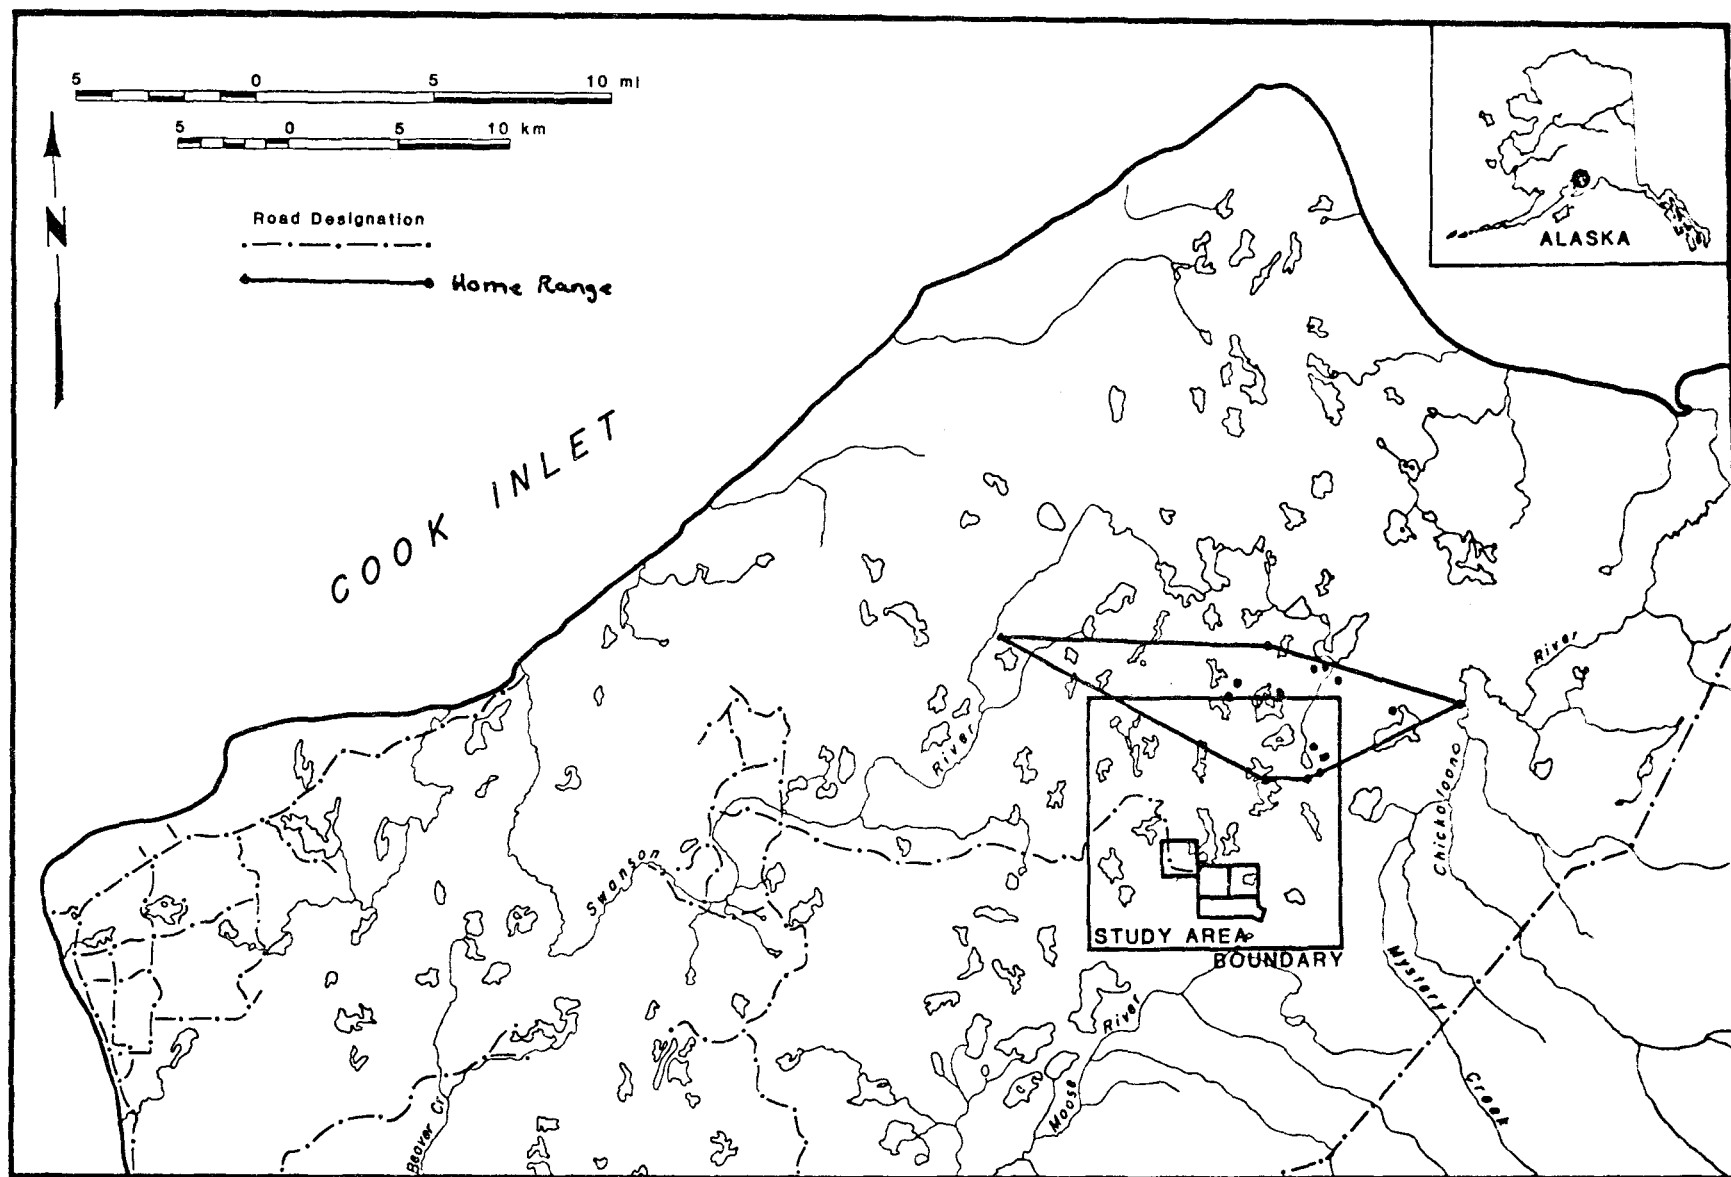 5 0 5 10 mi
5 0 5 10 km
N
Road Designation
Home Range
ALASKA
COOK INLET
River
River
Swanson
Chickaloono
STUDY AREA
BOUNDARY
Mystery
Creek
River
Moose
Beaver Cr